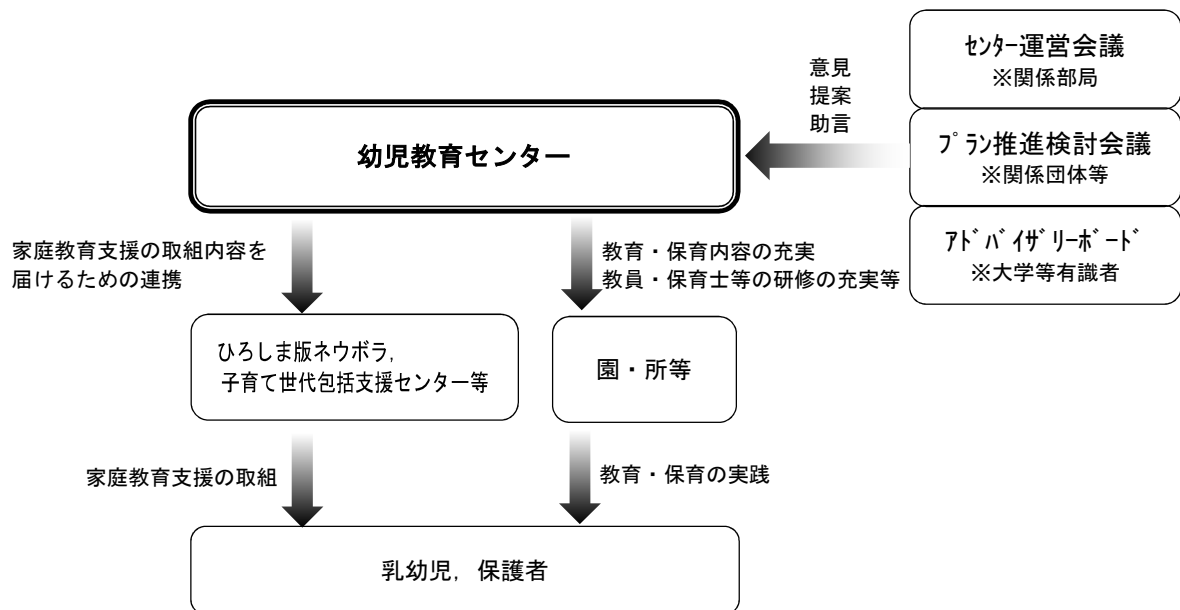 ｾﾝﾀｰ運営会議
※関係部局
意見
提案
助言
幼児教育センター
ﾌﾟﾗﾝ推進検討会議
※関係団体等
ｱﾄﾞﾊﾞｲｻﾞﾘｰﾎﾞｰﾄﾞ
※大学等有識者
家庭教育支援の取組内容を
届けるための連携
教育・保育内容の充実
教員・保育士等の研修の充実等
ひろしま版ネウボラ，
子育て世代包括支援センター等
園・所等
家庭教育支援の取組
教育・保育の実践
乳幼児，保護者